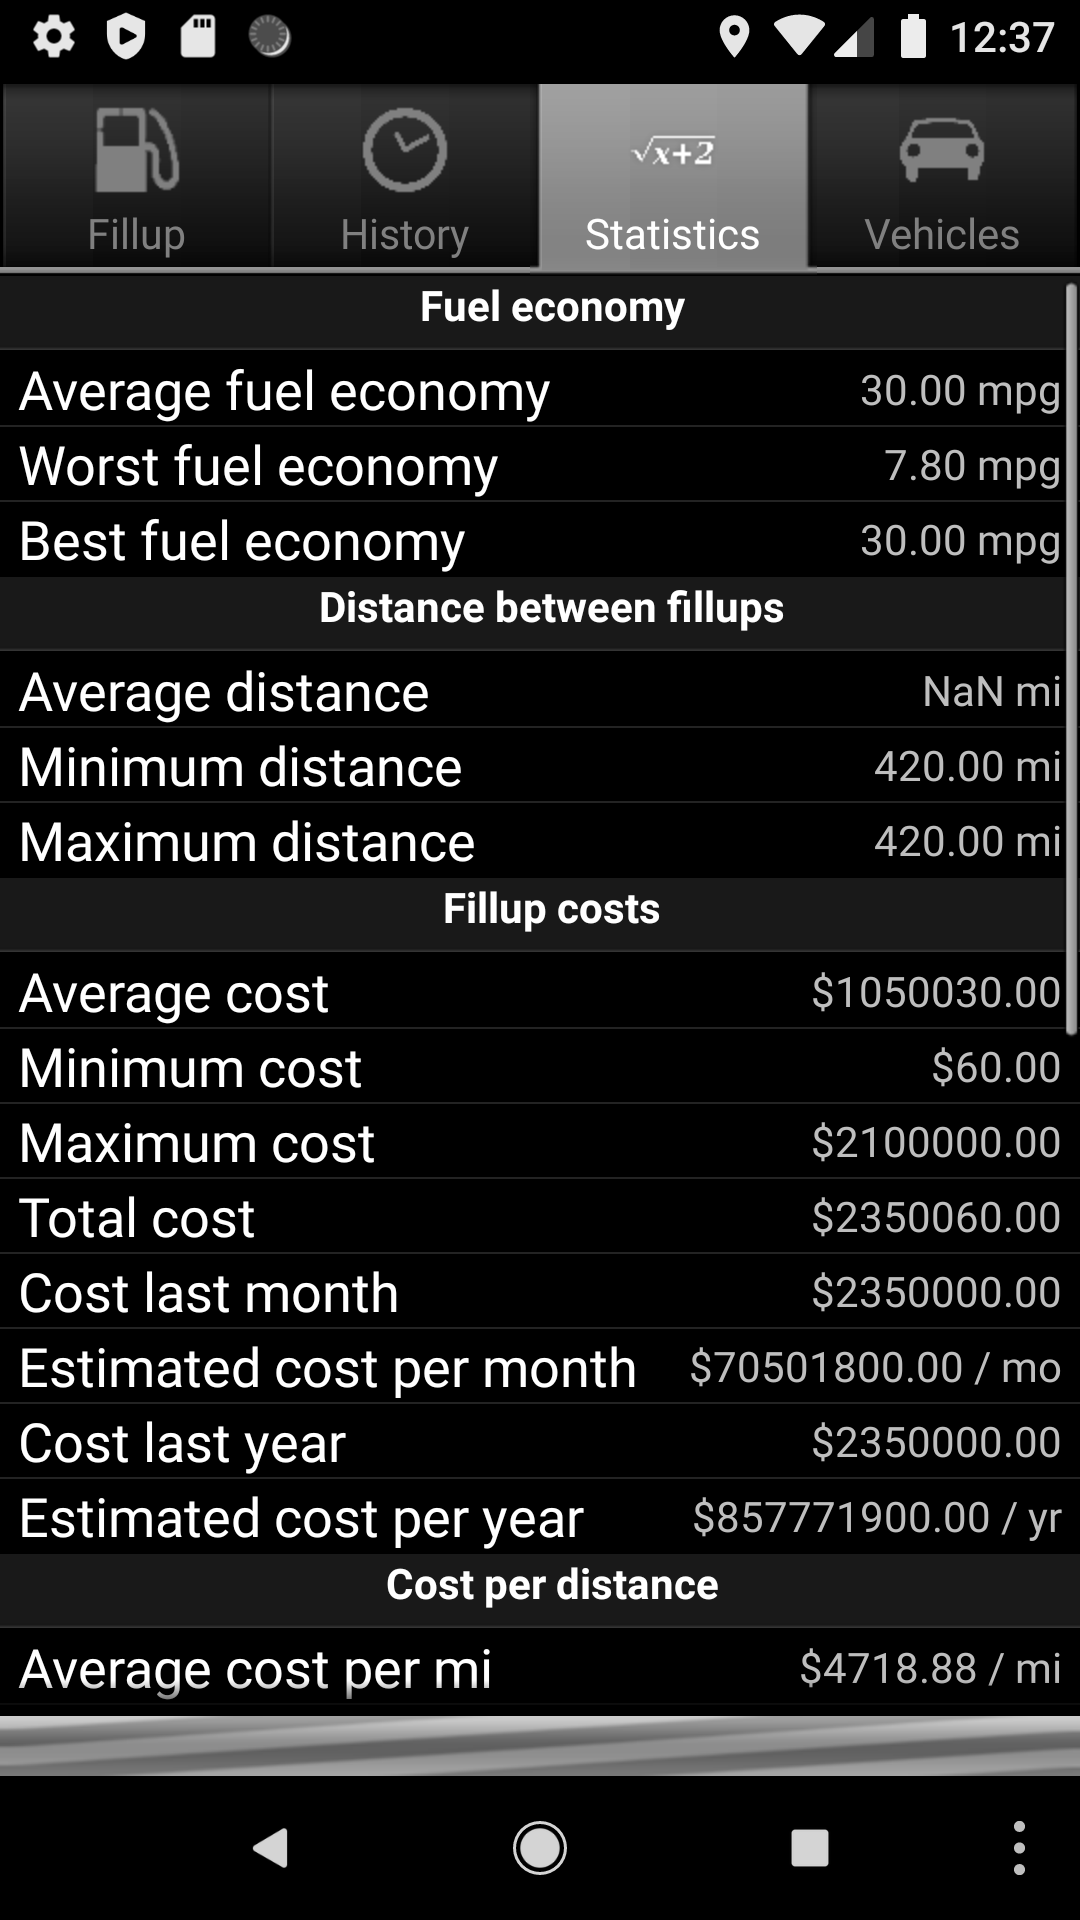 12:37
√x+2
Fillup History Statistics Vehicles
Fuel economy
Average fuel economy 30.00 mpg
Worst fuel economy 7.80 mpg
Best fuel economy 30.00 mpg
Distance between fillups
Average distance NaN mi
Minimum distance 420.00 mi
Maximum distance 420.00 mi
Fillup costs
Average cost $1050030.00
Minimum cost $60.00
Maximum cost $2100000.00
Total cost $2350060.00
Cost last month $2350000.00
Estimated cost per month $70501800.00 / mo
Cost last year $2350000.00
Estimated cost per year $857771900.00 / yr
Cost per distance
Average cost per mi $4718.88 / mi